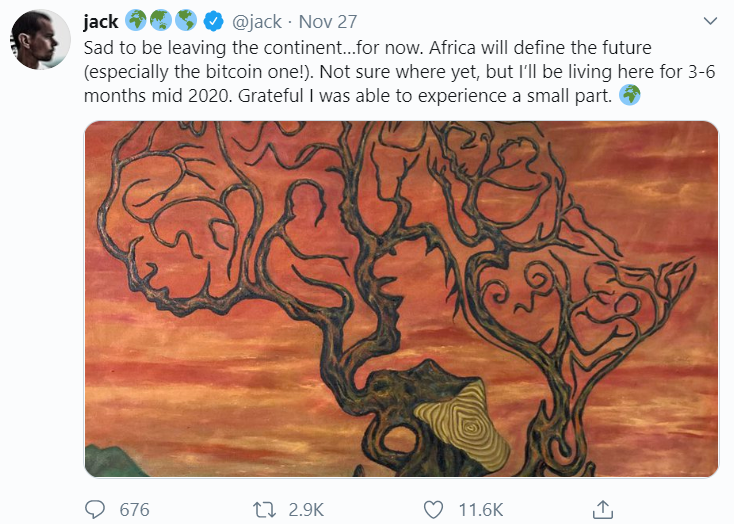 jack 🌍🌍🌎 @jack · Nov 27
Sad to be leaving the continent...for now. Africa will define the future
(especially the bitcoin one!). Not sure where yet, but I’ll be living here for 3-6
months mid 2020. Grateful I was able to experience a small part. 🌍
676 2.9K 11.6K